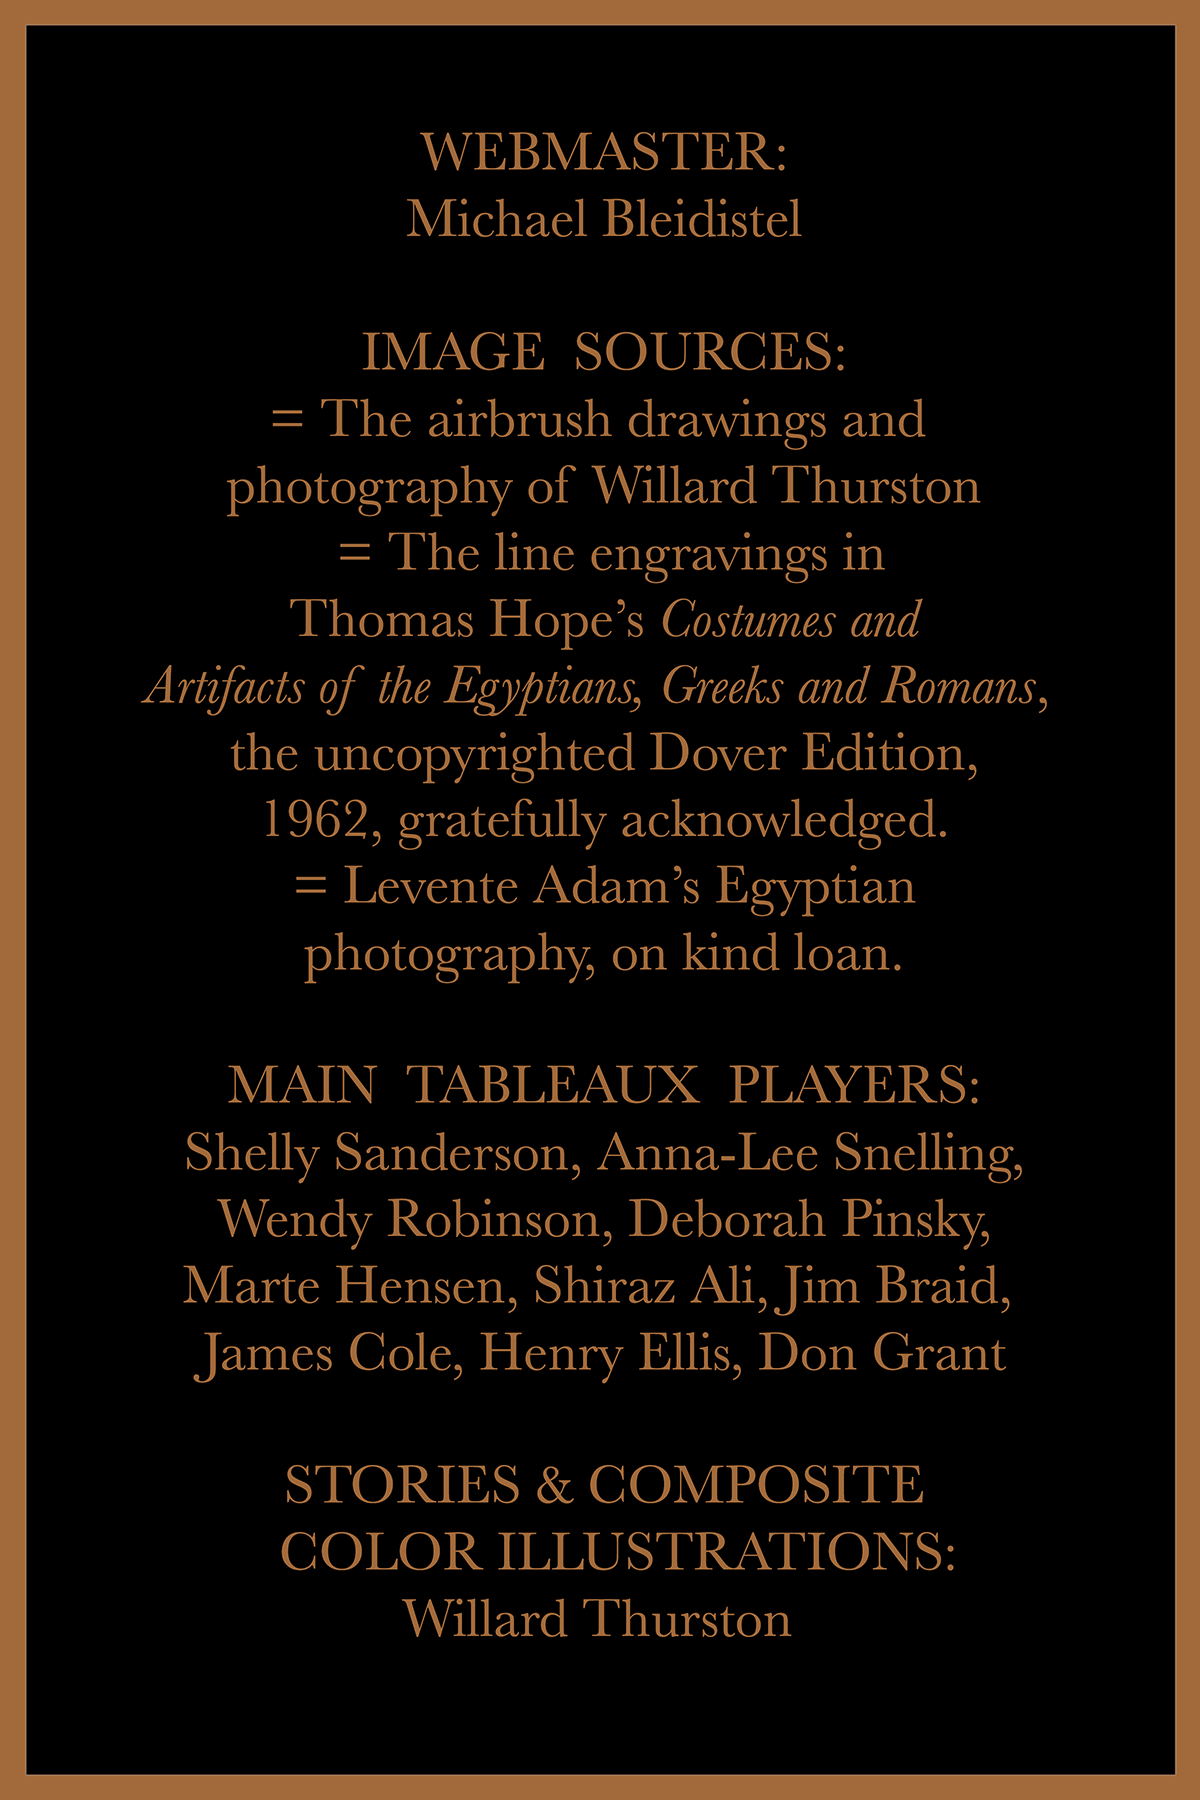 WEBMASTER:
Michael Bleidistel
IMAGE SOURCES:
= The airbrush drawings and
photography of Willard Thurston
= The line engravings in
Thomas Hope’s Costumes and
Artifacts of the Egyptians, Greeks and Romans,
the uncopyrighted Dover Edition,
1962, gratefully acknowledged.
= Levente Adam’s Egyptian
photography, on kind loan.
MAIN TABLEAUX PLAYERS:
Shelly Sanderson, Anna-Lee Snelling,
Wendy Robinson, Deborah Pinsky,
Marte Hensen, Shiraz Ali, Jim Braid,
James Cole, Henry Ellis, Don Grant
STORIES & COMPOSITE
COLOR ILLUSTRATIONS:
Willard Thurston